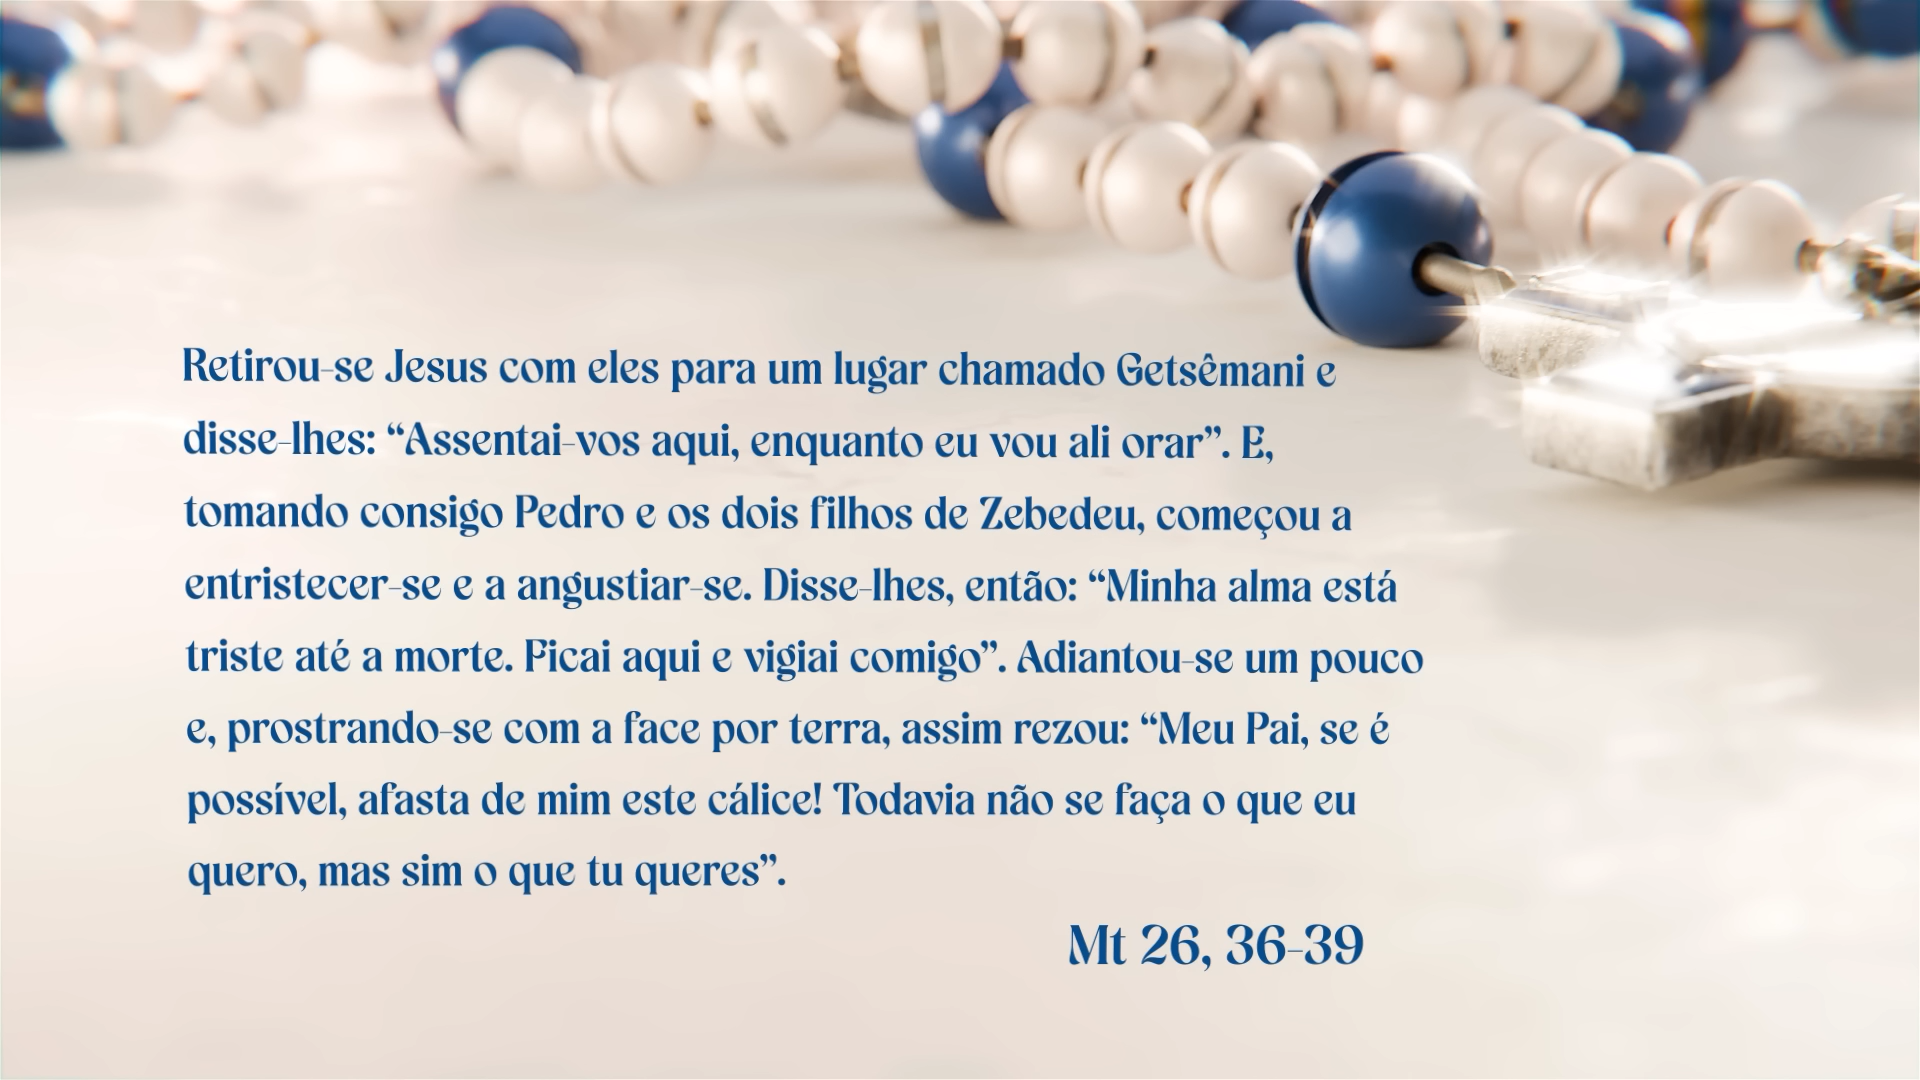 Retirou-se Jesus com eles para um lugar chamado Getsêmani e
disse-lhes: “Assentai-vos aqui, enquanto eu vou ali orar”. E,
tomando consigo Pedro e os dois filhos de Zebedeu, começou a
entristecer-se e a angustiar-se. Disse-lhes, então: “Minha alma está
triste até a morte. Ficai aqui e vigiai comigo”. Adiantou-se um pouco
e, prostrando-se com a face por terra, assim rezou: “Meu Pai, se é
possível, afasta de mim este cálice! Todavia não se faça o que eu
quero, mas sim o que tu queres”.
Mt 26, 36-39